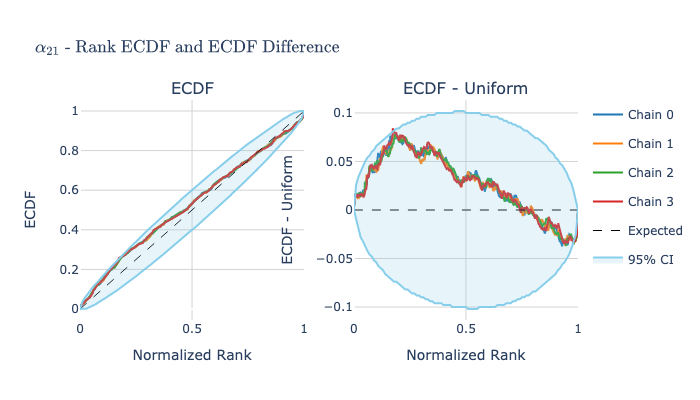 α₂₁ - Rank ECDF and ECDF Difference
ECDF
ECDF - Uniform
ECDF
1
0.8
0.6
0.4
0.2
0
0
0.5
1
Normalized Rank
ECDF - Uniform
0.1
0.05
0
−0.05
−0.1
0
0.5
1
Normalized Rank
Chain 0
Chain 1
Chain 2
Chain 3
Expected
95% CI